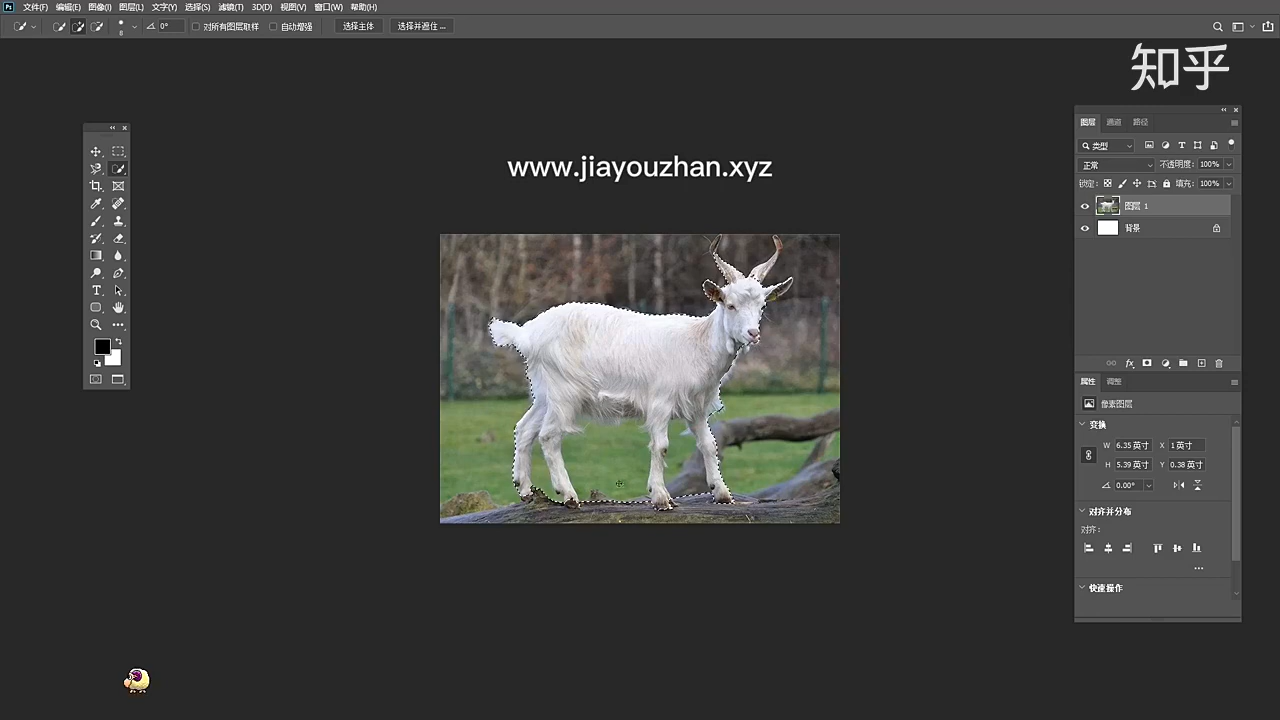 文件(F) 编辑(E) 图像(I) 图层(L) 文字(Y) 选择(S) 滤镜(T) 3D(D) 视图(V) 窗口(W) 帮助(H)
0° 对所有图层取样 自动增强 选择主体 选择并遮住 ...
知乎
www.jiayouzhan.xyz
图层 通道 路径
类型
正常 不透明度: 100%
锁定: 填充: 100%
图层 1
背景
属性 调整
像素图层
变换
W 6.35 英寸 X 1 英寸
H 5.39 英寸 Y 0.38 英寸
0.00°
对齐并分布
对齐:
快速操作